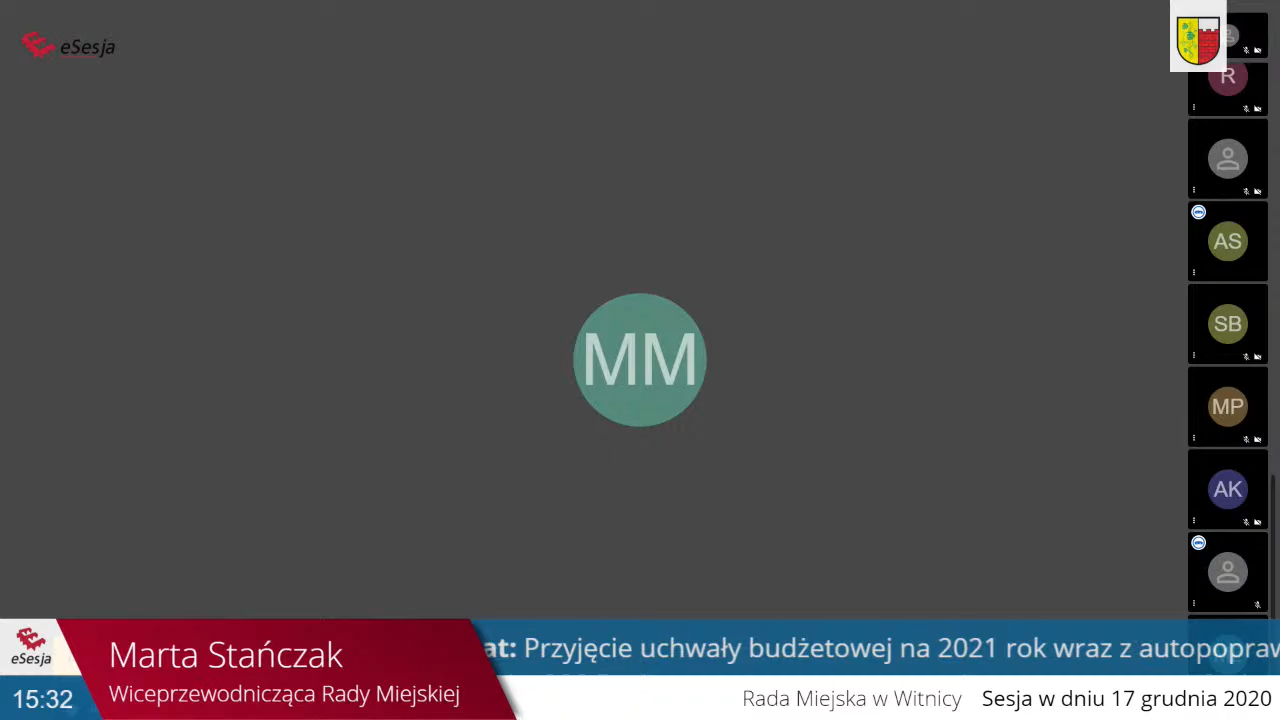 eSesja
R
AS
SB
MM
MP
AK
eSesja
Marta Stańczak
Wiceprzewodnicząca Rady Miejskiej
at: Przyjęcie uchwały budżetowej na 2021 rok wraz z autopopraw
15:32
Rada Miejska w Witnicy Sesja w dniu 17 grudnia 2020